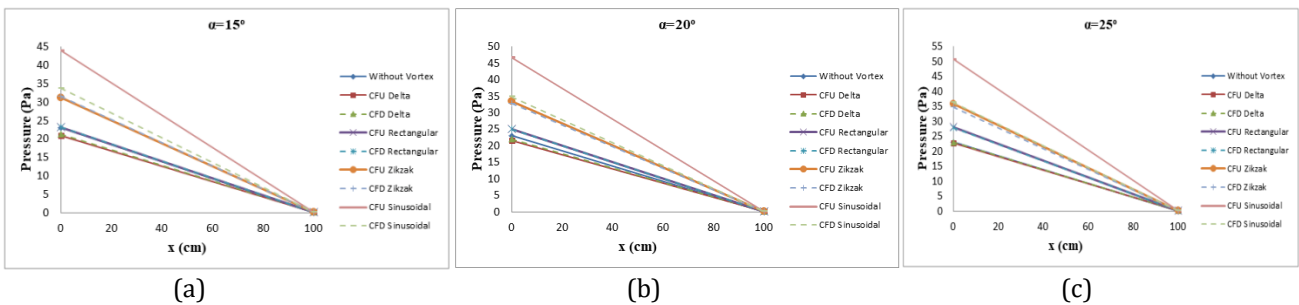 α=15º
45
40
35
30
25
20
15
10
5
0
Pressure (Pa)
0 20 40 60 80 100
x (cm)
Without Vortex
CFU Delta
CFD Delta
CFU Rectangular
CFD Rectangular
CFU Zikzak
CFD Zikzak
CFU Sinusoidal
CFD Sinusoidal
(a)
α=20º
50
45
40
35
30
25
20
15
10
5
0
Pressure (Pa)
0 20 40 60 80 100
x (cm)
Without Vortex
CFU Delta
CFD Delta
CFU Rectangular
CFD Rectangular
CFU Zikzak
CFD Zikzak
CFU Sinusoidal
CFD Sinusoidal
(b)
α=25º
55
50
45
40
35
30
25
20
15
10
5
0
Pressure (Pa)
0 20 40 60 80 100
x (cm)
Without Vortex
CFU Delta
CFD Delta
CFU Rectangular
CFD Rectangular
CFU Zikzak
CFD Zikzak
CFU Sinusoidal
CFD Sinusoidal
(c)